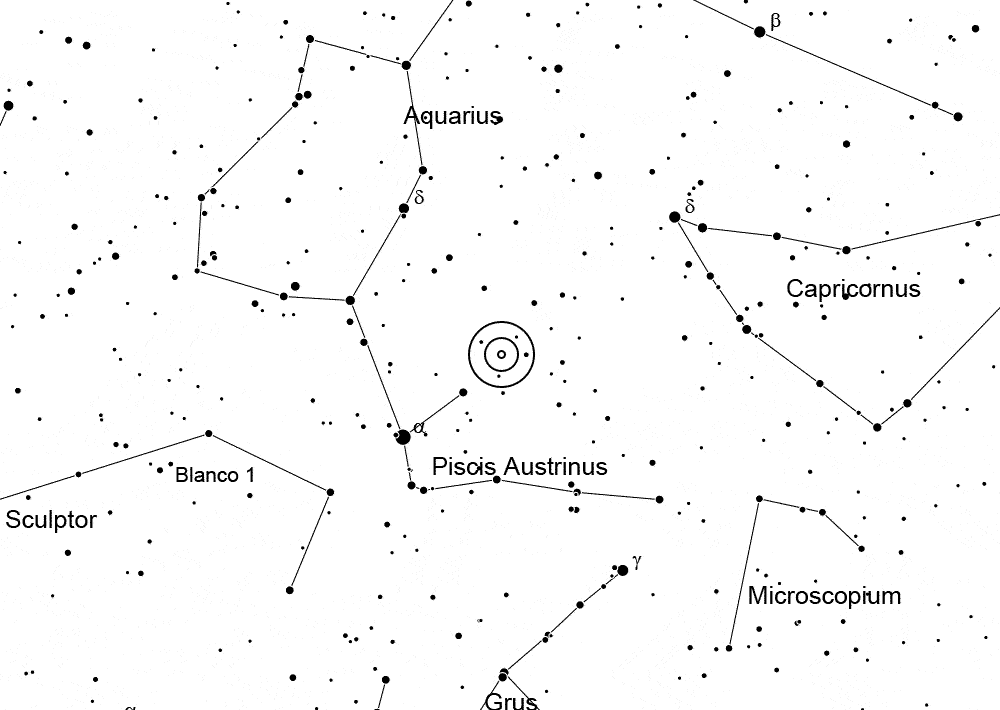 β
Aquarius
δ
δ
Capricornus
α
Piscis Austrinus
Blanco 1
Sculptor
γ
Microscopium
Grus
α